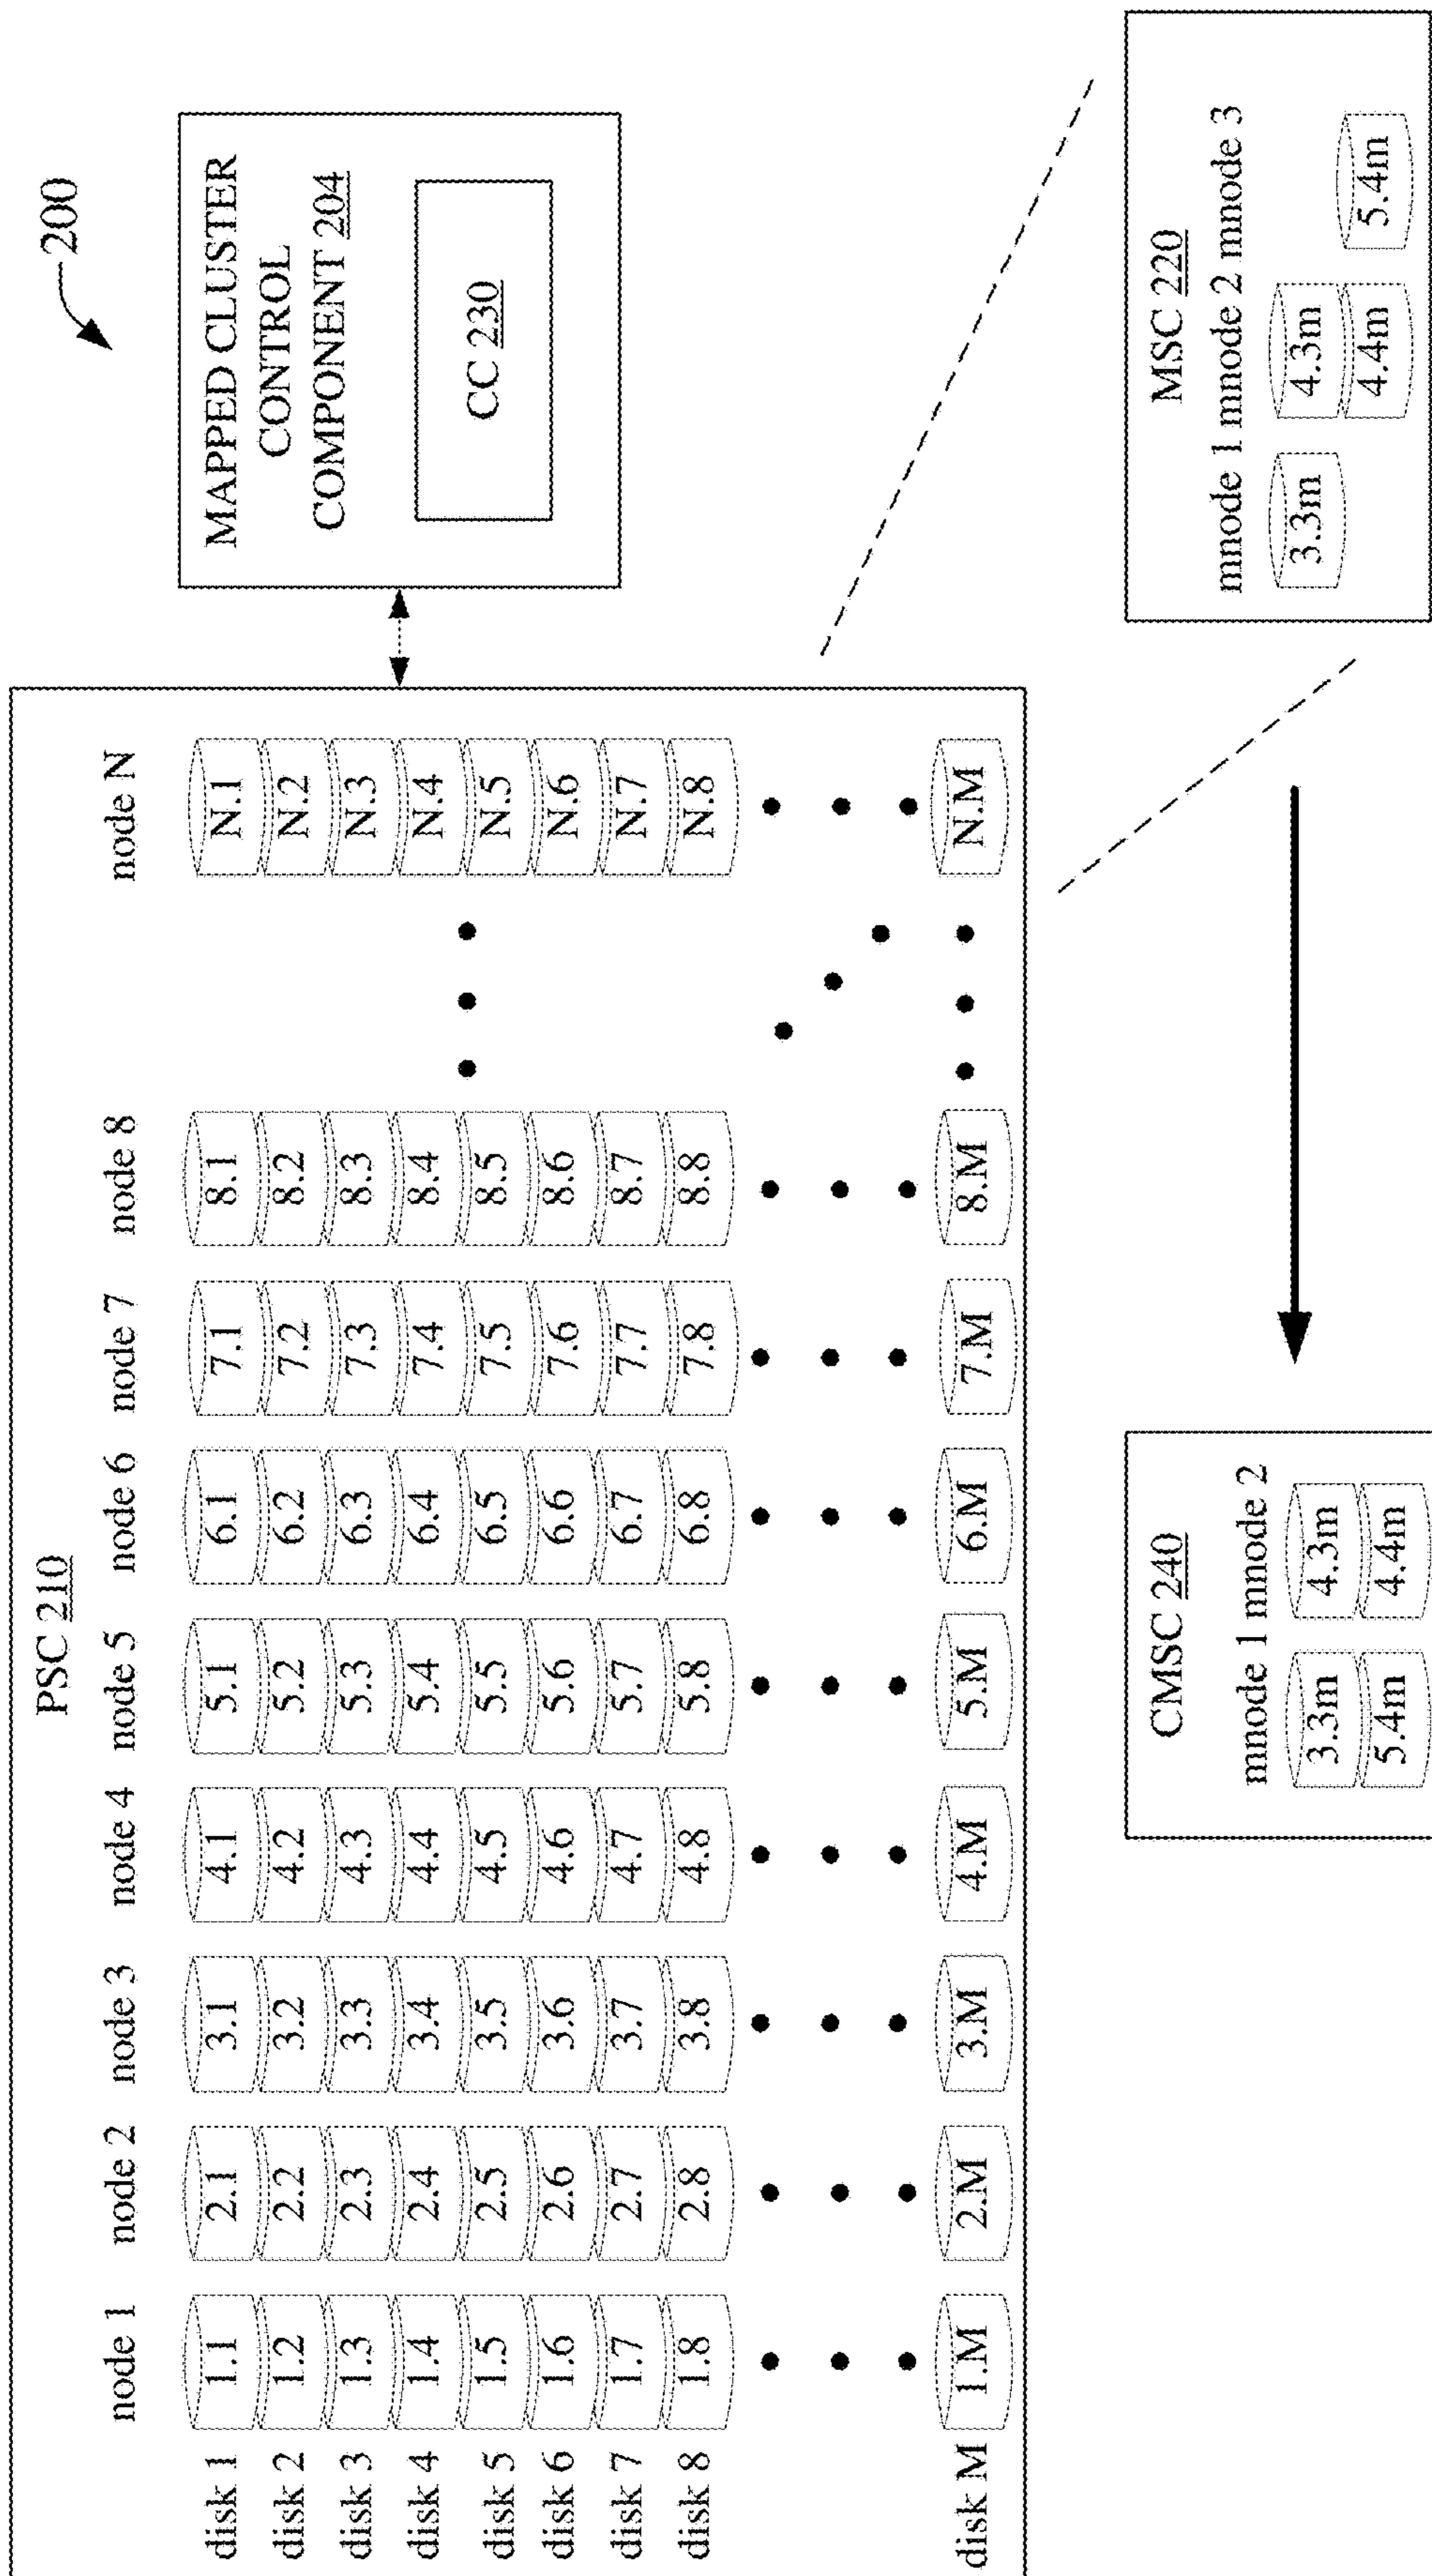 200
PSC 210
node 1 node 2 node 3 node 4 node 5 node 6 node 7 node 8 node N
disk 1 1.1 2.1 3.1 4.1 5.1 6.1 7.1 8.1 N.1
disk 2 1.2 2.2 3.2 4.2 5.2 6.2 7.2 8.2 N.2
disk 3 1.3 2.3 3.3 4.3 5.3 6.3 7.3 8.3 N.3
disk 4 1.4 2.4 3.4 4.4 5.4 6.4 7.4 8.4 N.4
disk 5 1.5 2.5 3.5 4.5 5.5 6.5 7.5 8.5 N.5
disk 6 1.6 2.6 3.6 4.6 5.6 6.6 7.6 8.6 N.6
disk 7 1.7 2.7 3.7 4.7 5.7 6.7 7.7 8.7 N.7
disk 8 1.8 2.8 3.8 4.8 5.8 6.8 7.8 8.8 N.8
disk M 1.M 2.M 3.M 4.M 5.M 6.M 7.M 8.M N.M
MAPPED CLUSTER
CONTROL
COMPONENT 204
CC 230
CMSC 240
mnode 1 mnode 2
3.3m 4.3m
5.4m 4.4m
MSC 220
mnode 1 mnode 2 mnode 3
3.3m 4.3m
4.4m 5.4m